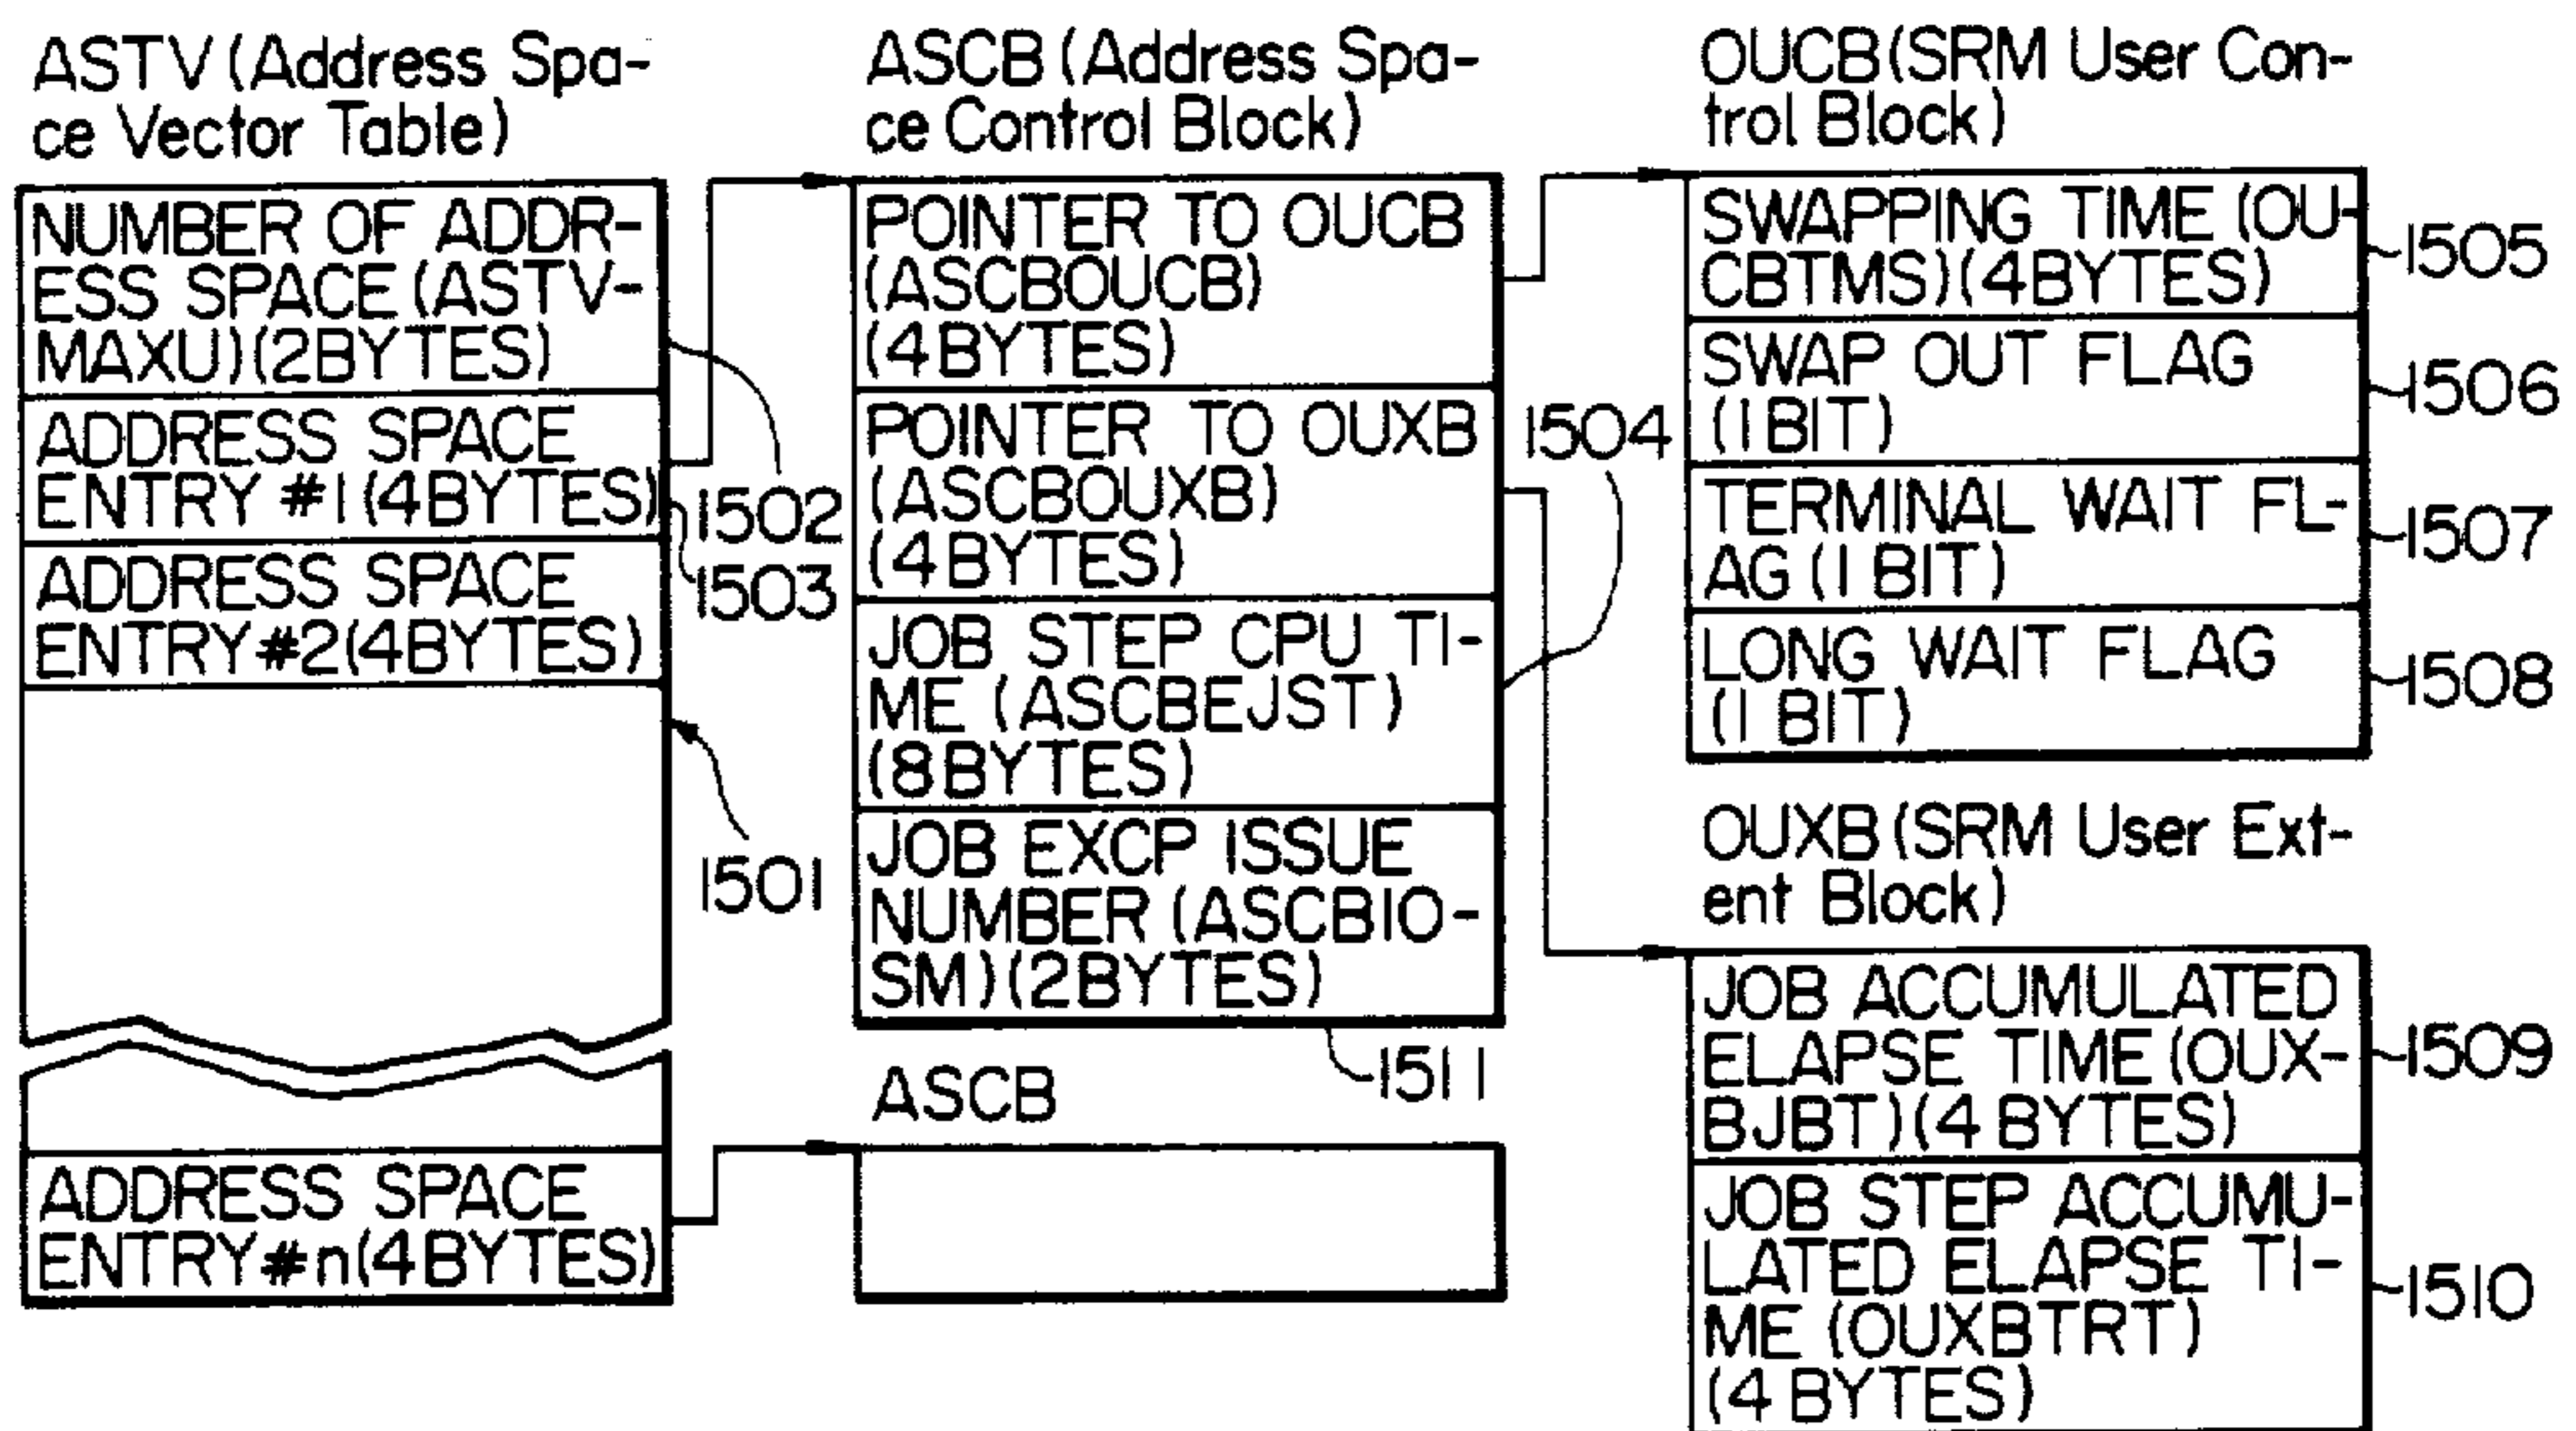 ASTV (Address Spa-
ce Vector Table)
NUMBER OF ADDR-
ESS SPACE (ASTV-
MAXU)(2BYTES)
ADDRESS SPACE
ENTRY #1 (4BYTES)
ADDRESS SPACE
ENTRY #2(4BYTES)
ADDRESS SPACE
ENTRY #n(4BYTES)
1502
1503
1501
ASCB (Address Spa-
ce Control Block)
POINTER TO OUCB
(ASCBOUCB)
(4BYTES)
POINTER TO OUXB
(ASCBOUXB)
(4BYTES)
JOB STEP CPU TI-
ME (ASCBEJST)
(8BYTES)
JOB EXCP ISSUE
NUMBER (ASCBIO-
SM)(2BYTES)
1504
1511
ASCB
OUCB(SRM User Con-
trol Block)
SWAPPING TIME (OU-
CBTMS)(4BYTES)
1505
SWAP OUT FLAG
(1 BIT)
1506
TERMINAL WAIT FL-
AG (1 BIT)
1507
LONG WAIT FLAG
(1 BIT)
1508
OUXB (SRM User Ext-
ent Block)
JOB ACCUMULATED
ELAPSE TIME (OUX-
BJBT)(4 BYTES)
1509
JOB STEP ACCUMU-
LATED ELAPSE TI-
ME (OUXBTRT)
(4 BYTES)
1510